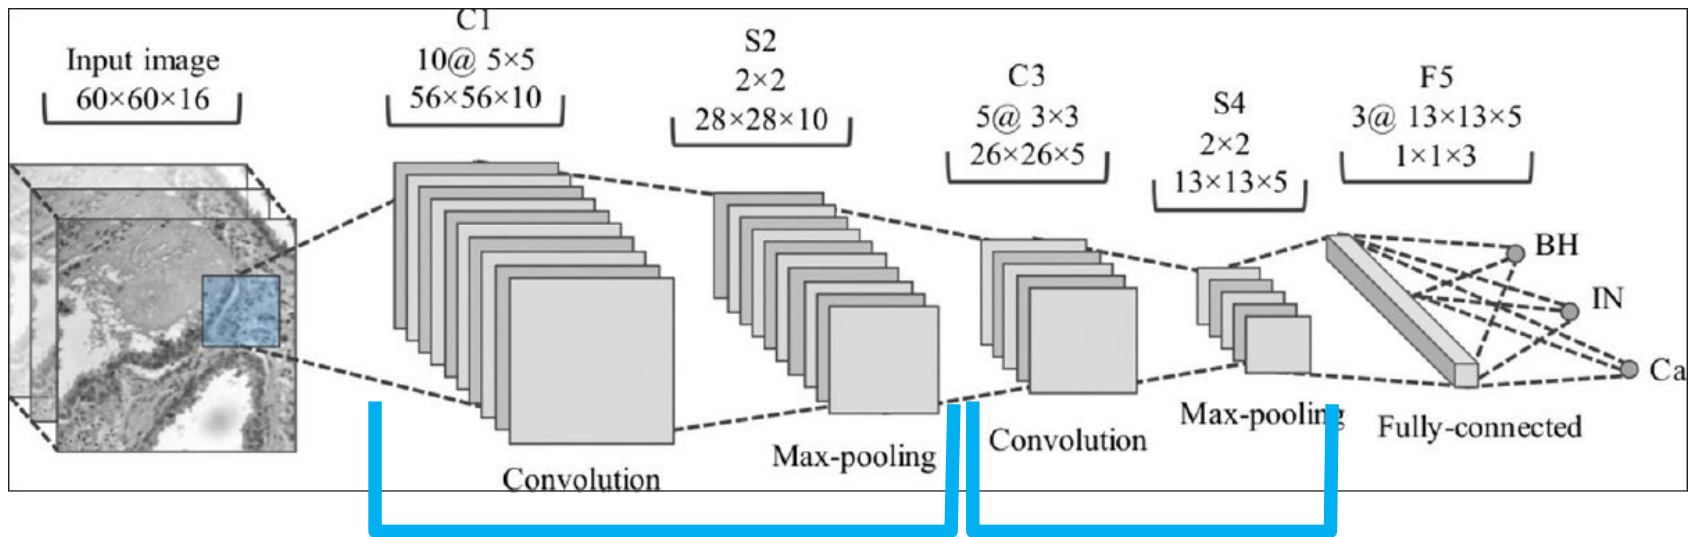 Input image
60×60×16
C1
10@ 5×5
56×56×10
S2
2×2
28×28×10
C3
5@ 3×3
26×26×5
S4
2×2
13×13×5
F5
3@ 13×13×5
1×1×3
BH
IN
Ca
Convolution
Max-pooling
Convolution
Max-pooling
Fully-connected